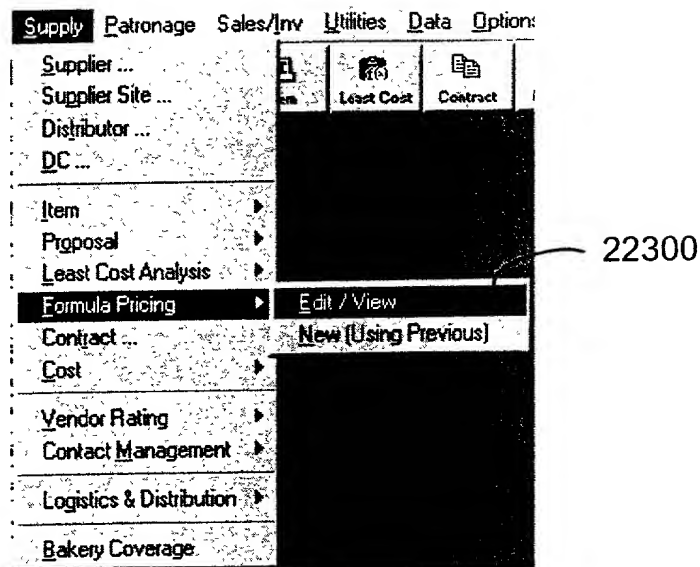 Supply Patronage Sales/Inv Utilities Data Option
Supplier ...
Supplier Site ...
Distributor ...
DC ...
Least Cost Contract
Item
Proposal
Least Cost Analysis
Formula Pricing
Edit / View
22300
New (Using Previous)
Contract ...
Cost
Vendor Rating
Contact Management
Logistics & Distribution
Bakery Coverage